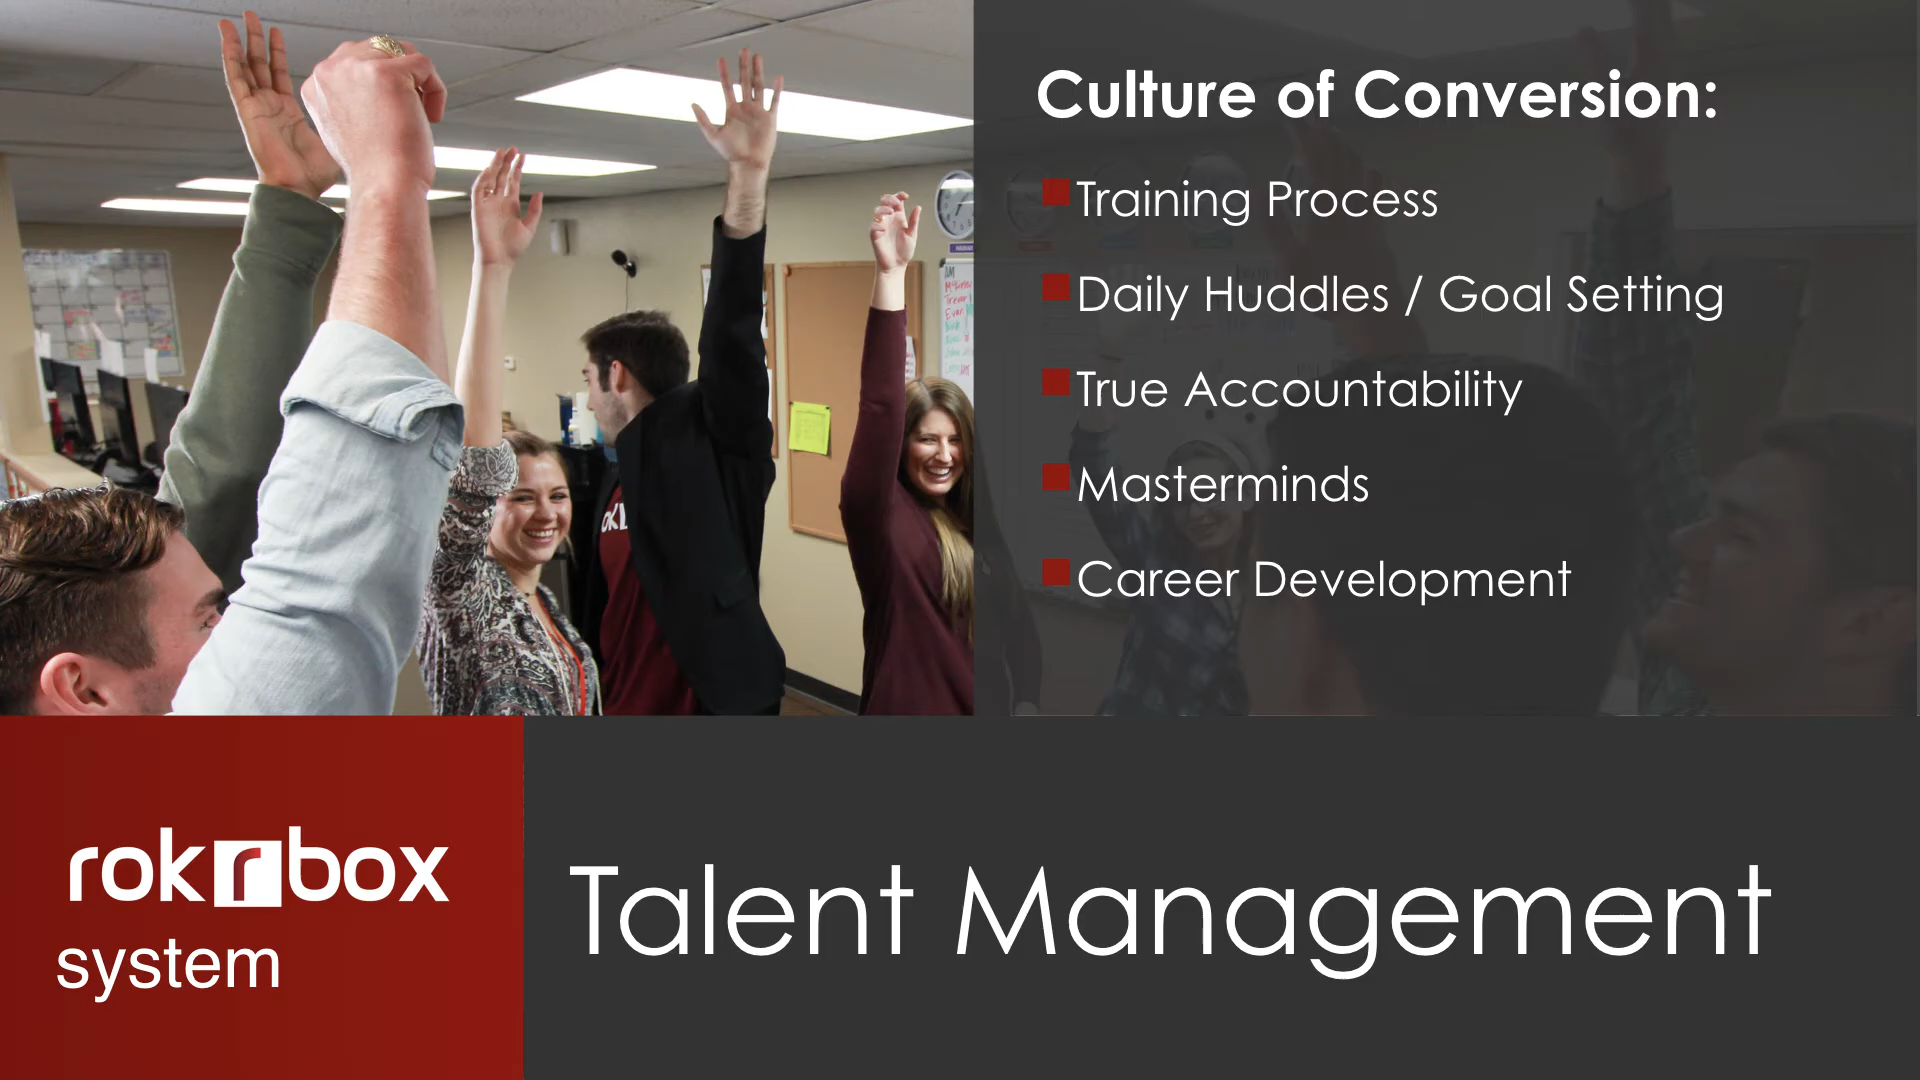 Culture of Conversion:
Training Process
Daily Huddles / Goal Setting
True Accountability
Masterminds
Career Development
rokrbox
system
Talent Management